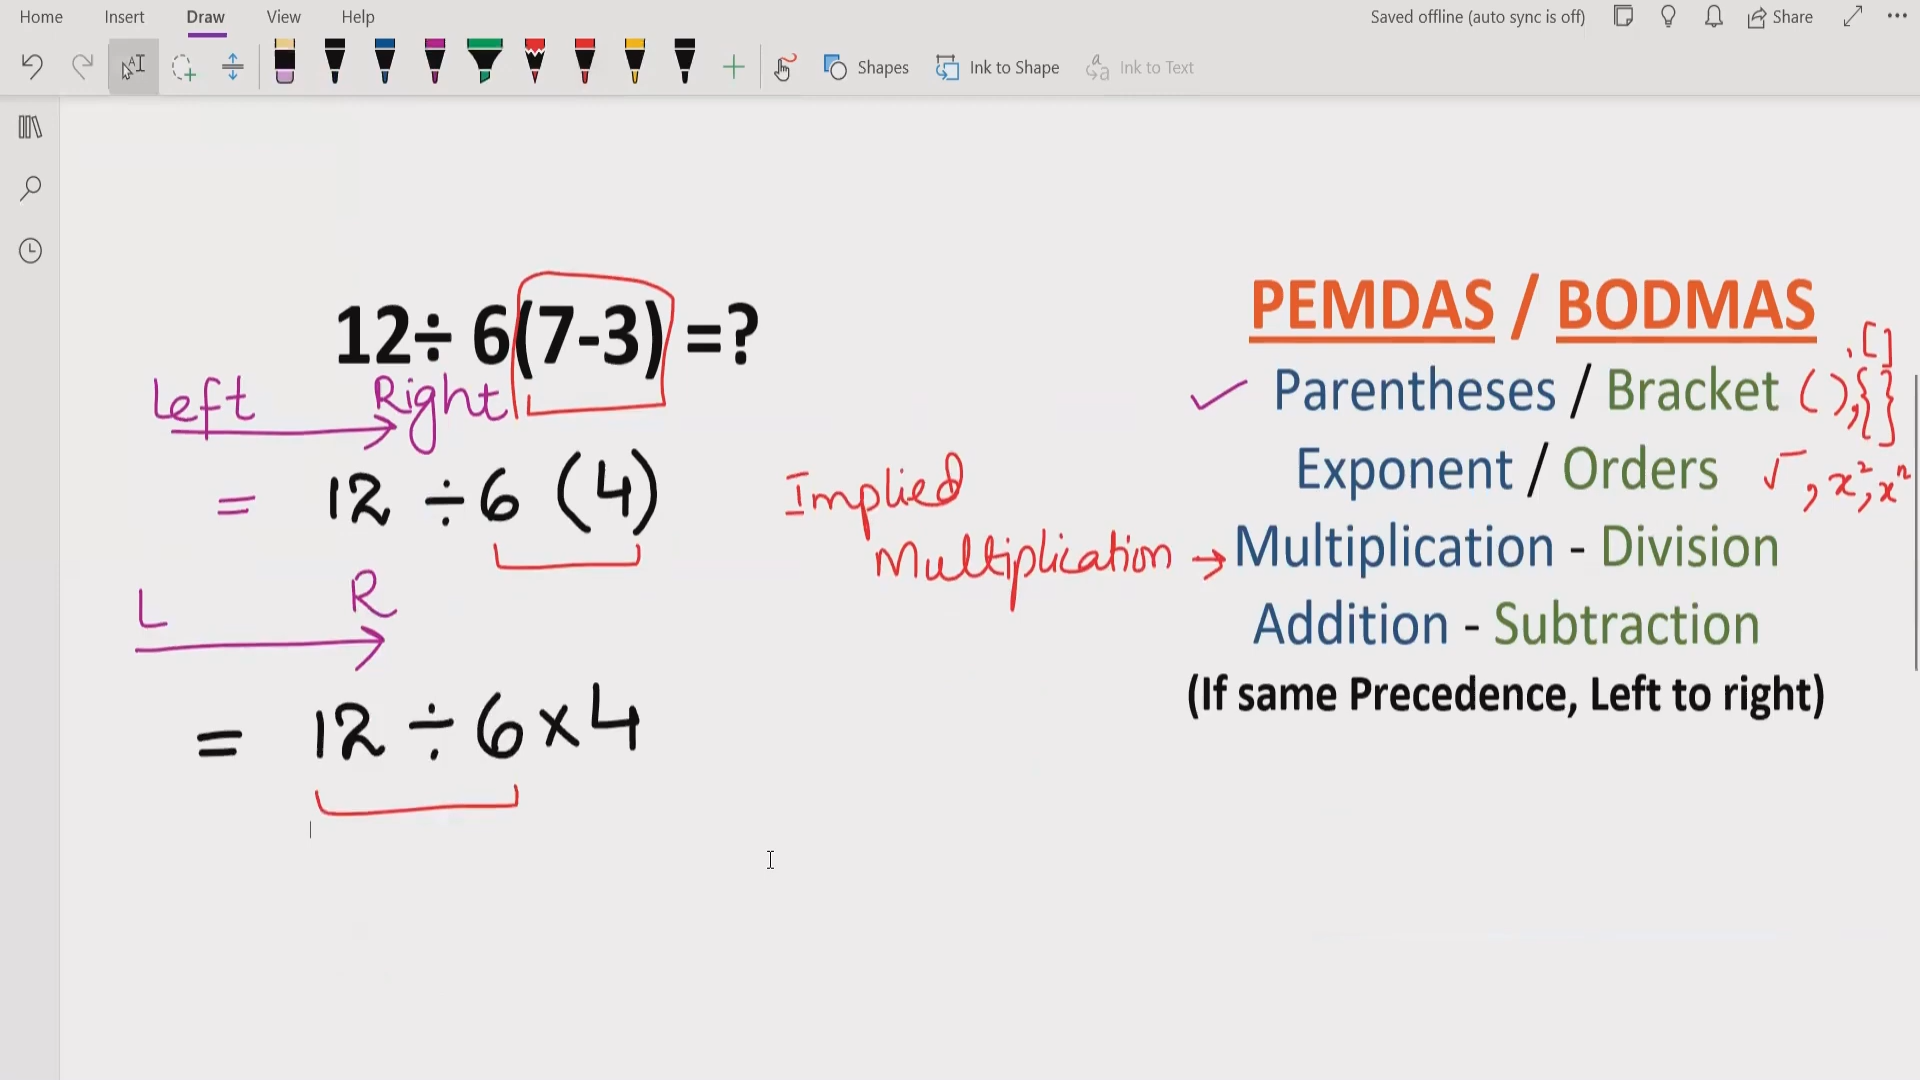 Home Insert Draw View Help Saved offline (auto sync is off) Share
Shapes Ink to Shape Ink to Text
12÷ 6(7-3) =?
Left Right
= 12 ÷ 6 (4)
L R
= 12 ÷ 6 × 4
Implied
Multiplication →
PEMDAS / BODMAS
, [ ]
✓ Parentheses / Bracket ( ), { }
Exponent / Orders √ , x², xⁿ
Multiplication - Division
Addition - Subtraction
(If same Precedence, Left to right)